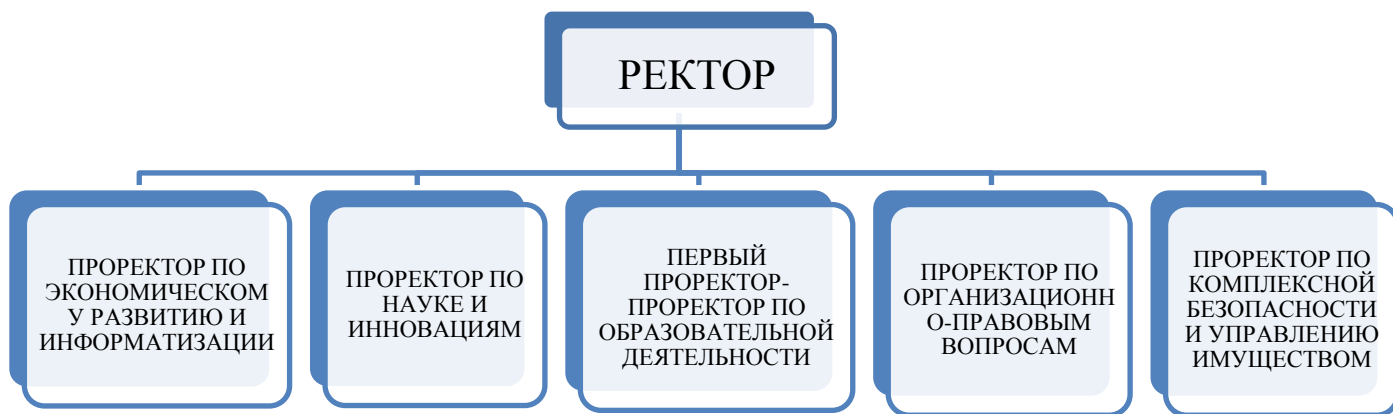 РЕКТОР
ПРОРЕКТОР ПО
ЭКОНОМИЧЕСКОМ
У РАЗВИТИЮ И
ИНФОРМАТИЗАЦИИ
ПРОРЕКТОР ПО
НАУКЕ И
ИННОВАЦИЯМ
ПЕРВЫЙ
ПРОРЕКТОР-
ПРОРЕКТОР ПО
ОБРАЗОВАТЕЛЬНОЙ
ДЕЯТЕЛЬНОСТИ
ПРОРЕКТОР ПО
ОРГАНИЗАЦИОНН
О-ПРАВОВЫМ
ВОПРОСАМ
ПРОРЕКТОР ПО
КОМПЛЕКСНОЙ
БЕЗОПАСНОСТИ
И УПРАВЛЕНИЮ
ИМУЩЕСТВОМ